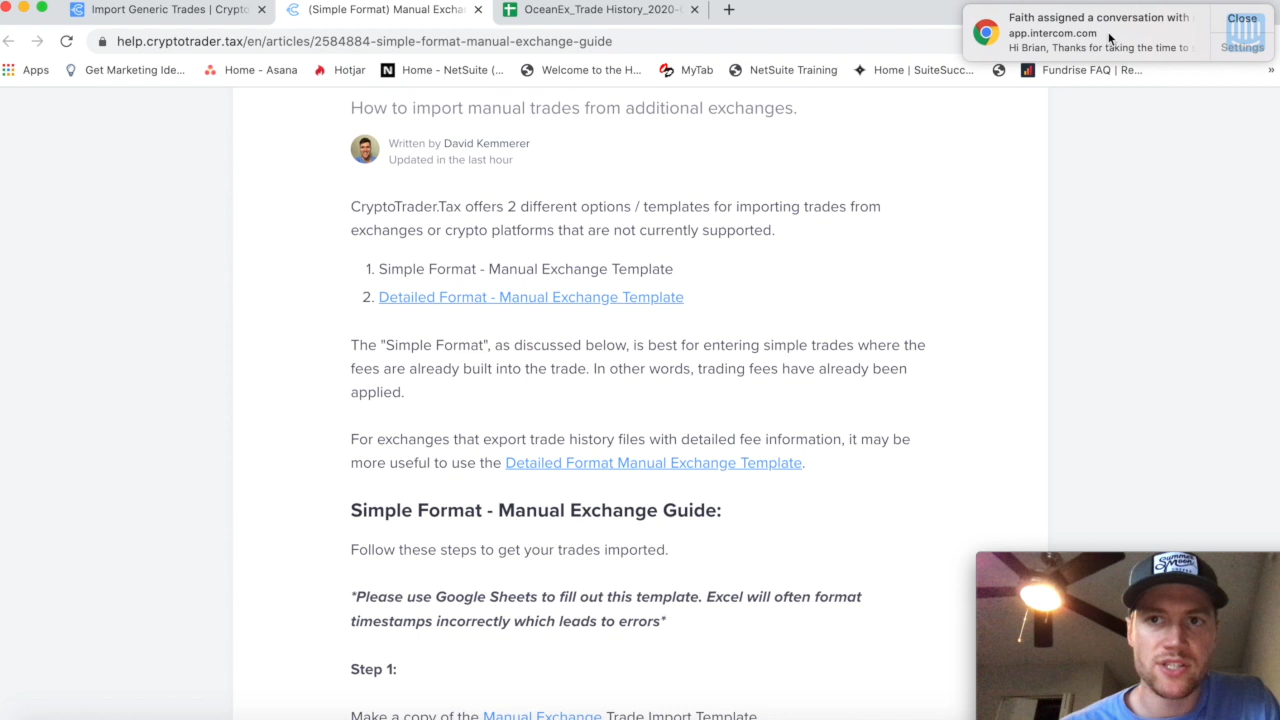 Import Generic Trades | Crypto
(Simple Format) Manual Exchan
OceanEx_Trade History_2020-
Faith assigned a conversation with
app.intercom.com
Hi Brian, Thanks for taking the time to
Close
Settings
help.cryptotrader.tax/en/articles/2584884-simple-format-manual-exchange-guide
Apps
Get Marketing Ide...
Home - Asana
Hotjar
Home - NetSuite (...
Welcome to the H...
MyTab
NetSuite Training
Home | SuiteSucc...
Fundrise FAQ | Re...
»
How to import manual trades from additional exchanges.
Written by David Kemmerer
Updated in the last hour
CryptoTrader.Tax offers 2 different options / templates for importing trades from
exchanges or crypto platforms that are not currently supported.
1. Simple Format - Manual Exchange Template
2. Detailed Format - Manual Exchange Template
The "Simple Format", as discussed below, is best for entering simple trades where the
fees are already built into the trade. In other words, trading fees have already been
applied.
For exchanges that export trade history files with detailed fee information, it may be
more useful to use the Detailed Format Manual Exchange Template.
Simple Format - Manual Exchange Guide:
Follow these steps to get your trades imported.
*Please use Google Sheets to fill out this template. Excel will often format
timestamps incorrectly which leads to errors*
Step 1:
Make a copy of the Manual Exchange Trade Import Template
SUMMER
MOON